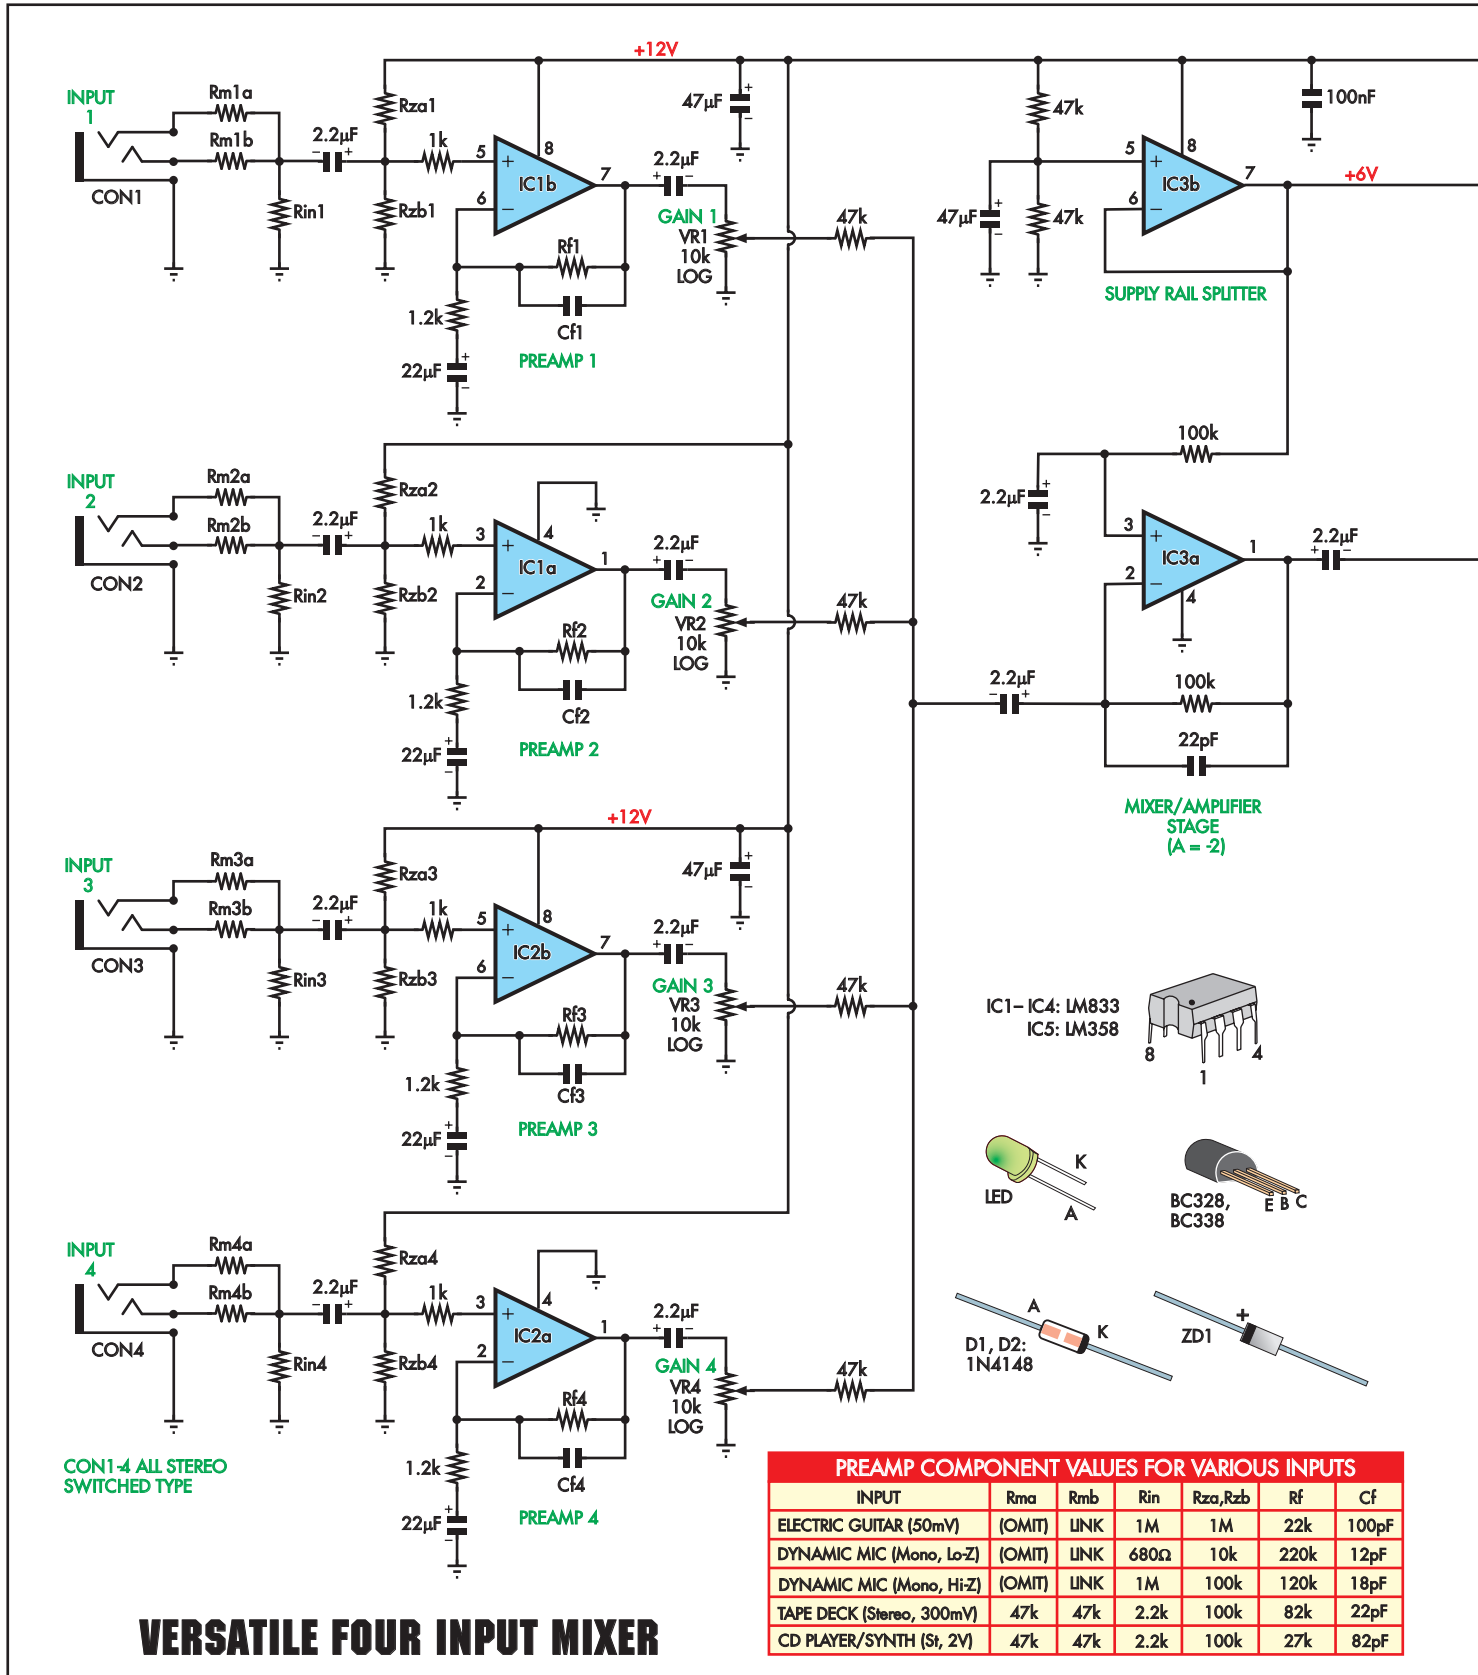 +12V
INPUT
1
Rm1a
Rm1b
CON1
Rin1
2.2µF
- +
Rza1
Rzb1
1k
5
6
+
–
8
IC1b
7
47µF
+
–
2.2µF
+ –
GAIN 1
VR1
10k
LOG
47k
Rf1
Cf1
1.2k
22µF
+
–
PREAMP 1
47k
47k
47µF
+
–
5
6
+
–
8
IC3b
7
100nF
+6V
SUPPLY RAIL SPLITTER
INPUT
2
Rm2a
Rm2b
CON2
Rin2
2.2µF
- +
Rza2
Rzb2
1k
3
2
+
–
4
IC1a
1
2.2µF
+ –
GAIN 2
VR2
10k
LOG
47k
Rf2
Cf2
1.2k
22µF
+
–
PREAMP 2
100k
2.2µF
+
–
3
2
+
–
IC3a
1
4
2.2µF
+ –
2.2µF
- +
100k
22pF
MIXER/AMPLIFIER
STAGE
(A = -2)
+12V
INPUT
3
Rm3a
Rm3b
CON3
Rin3
2.2µF
- +
Rza3
Rzb3
1k
5
6
+
–
8
IC2b
7
47µF
+
–
2.2µF
+ –
GAIN 3
VR3
10k
LOG
47k
Rf3
Cf3
1.2k
22µF
+
–
PREAMP 3
IC1– IC4: LM833
IC5: LM358
8
1
4
LED
K
A
BC328,
BC338
E B C
INPUT
4
Rm4a
Rm4b
CON4
Rin4
2.2µF
- +
Rza4
Rzb4
1k
3
2
+
–
4
IC2a
1
2.2µF
+ –
GAIN 4
VR4
10k
LOG
47k
Rf4
Cf4
1.2k
22µF
+
–
PREAMP 4
A
K
D1, D2:
1N4148
+
ZD1
CON1-4 ALL STEREO
SWITCHED TYPE
PREAMP COMPONENT VALUES FOR VARIOUS INPUTS
INPUT Rma Rmb Rin Rza,Rzb Rf Cf
ELECTRIC GUITAR (50mV) (OMIT) LINK 1M 1M 22k 100pF
DYNAMIC MIC (Mono, Lo-Z) (OMIT) LINK 680Ω 10k 220k 12pF
DYNAMIC MIC (Mono, Hi-Z) (OMIT) LINK 1M 100k 120k 18pF
TAPE DECK (Stereo, 300mV) 47k 47k 2.2k 100k 82k 22pF
CD PLAYER/SYNTH (St, 2V) 47k 47k 2.2k 100k 27k 82pF
VERSATILE FOUR INPUT MIXER